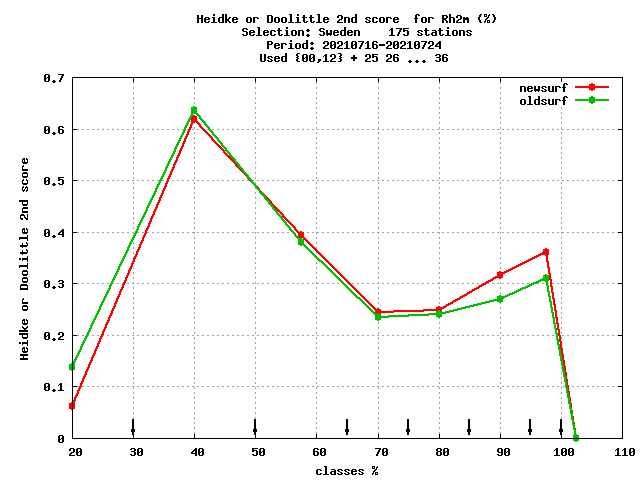 Heidke or Doolittle 2nd score  for Rh2m (%)
Selection: Sweden    175 stations
Period: 20210716-20210724
Used {00,12} + 25 26 ... 36
newsurf
oldsurf
Heidke or Doolittle 2nd score
0.7
0.6
0.5
0.4
0.3
0.2
0.1
0
20 30 40 50 60 70 80 90 100 110
classes %